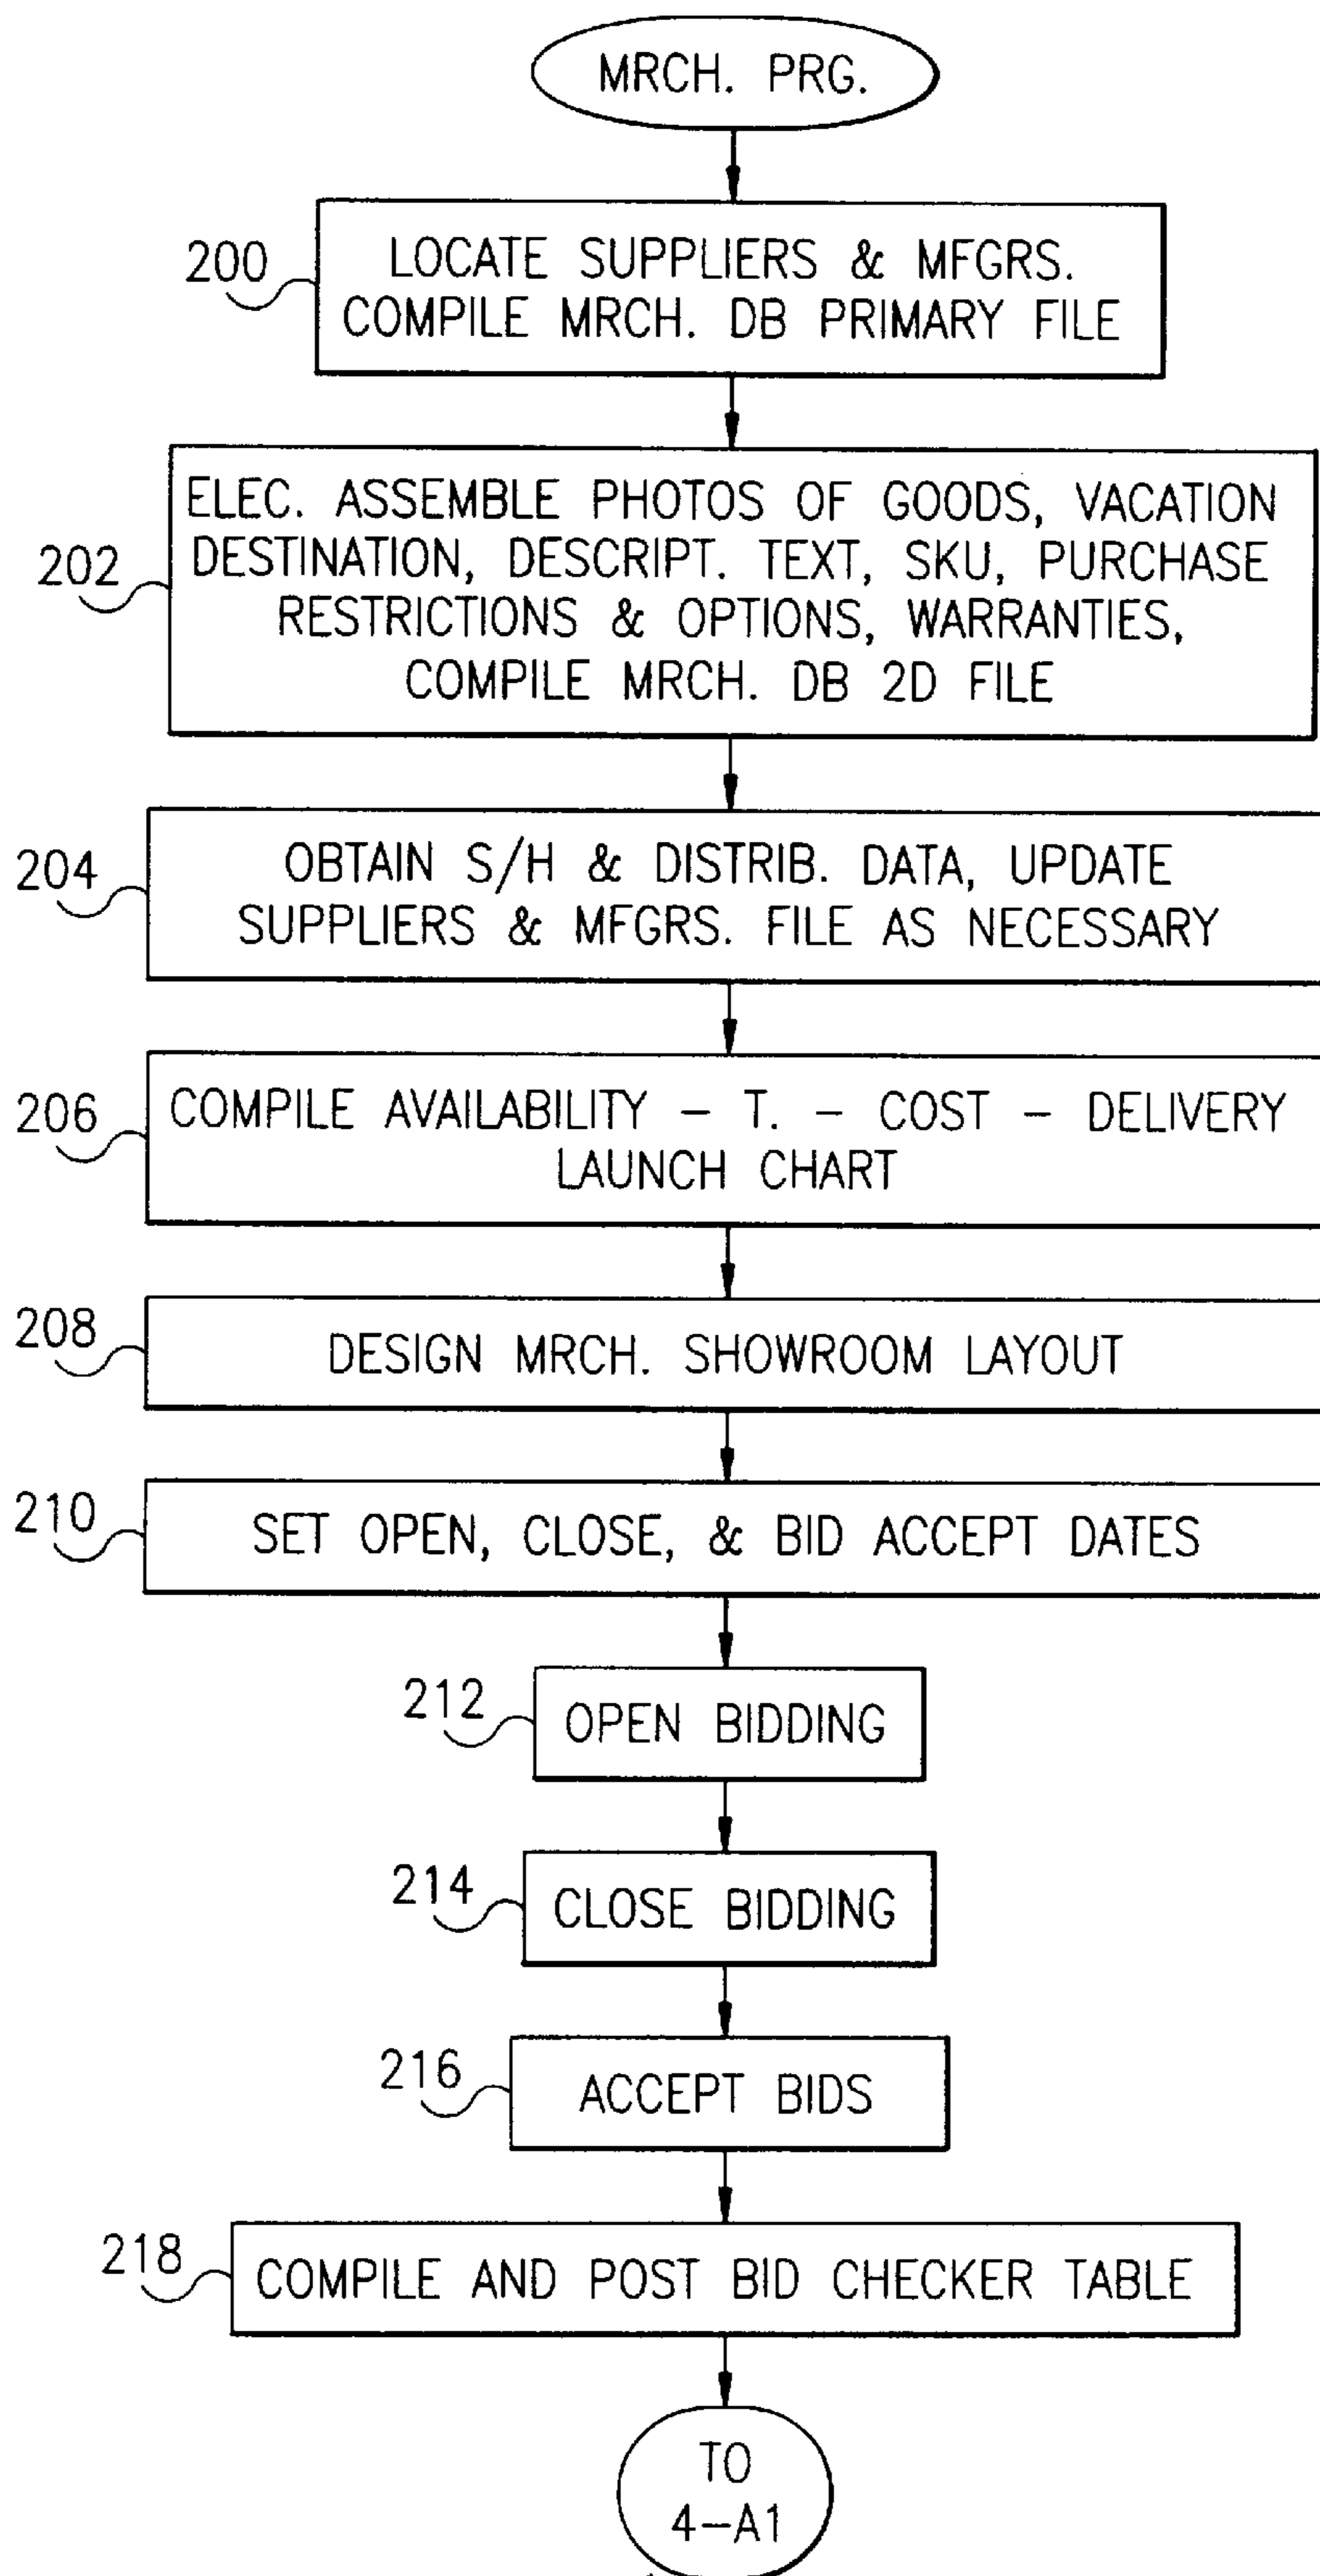 MRCH. PRG.
200
LOCATE SUPPLIERS & MFGRS.
COMPILE MRCH. DB PRIMARY FILE
202
ELEC. ASSEMBLE PHOTOS OF GOODS, VACATION
DESTINATION, DESCRIPT. TEXT, SKU, PURCHASE
RESTRICTIONS & OPTIONS, WARRANTIES,
COMPILE MRCH. DB 2D FILE
204
OBTAIN S/H & DISTRIB. DATA, UPDATE
SUPPLIERS & MFGRS. FILE AS NECESSARY
206
COMPILE AVAILABILITY - T. - COST - DELIVERY
LAUNCH CHART
208
DESIGN MRCH. SHOWROOM LAYOUT
210
SET OPEN, CLOSE, & BID ACCEPT DATES
212
OPEN BIDDING
214
CLOSE BIDDING
216
ACCEPT BIDS
218
COMPILE AND POST BID CHECKER TABLE
TO
4-A1